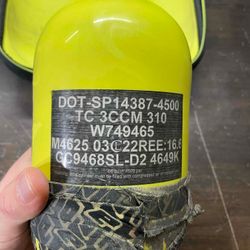 DOT-SP14387-4500
TC 3CCM 310
W749465
M4625 03C22REE:16.6
CC9468SL-D2 4649K